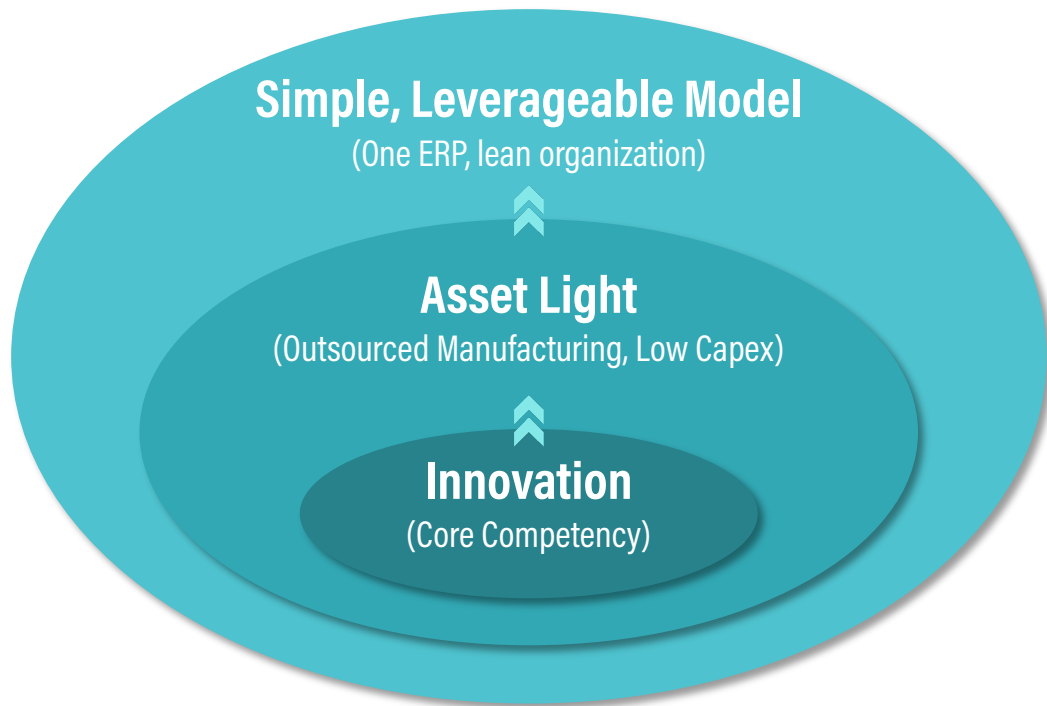 Simple, Leverageable Model
(One ERP, lean organization)
Asset Light
(Outsourced Manufacturing, Low Capex)
Innovation
(Core Competency)